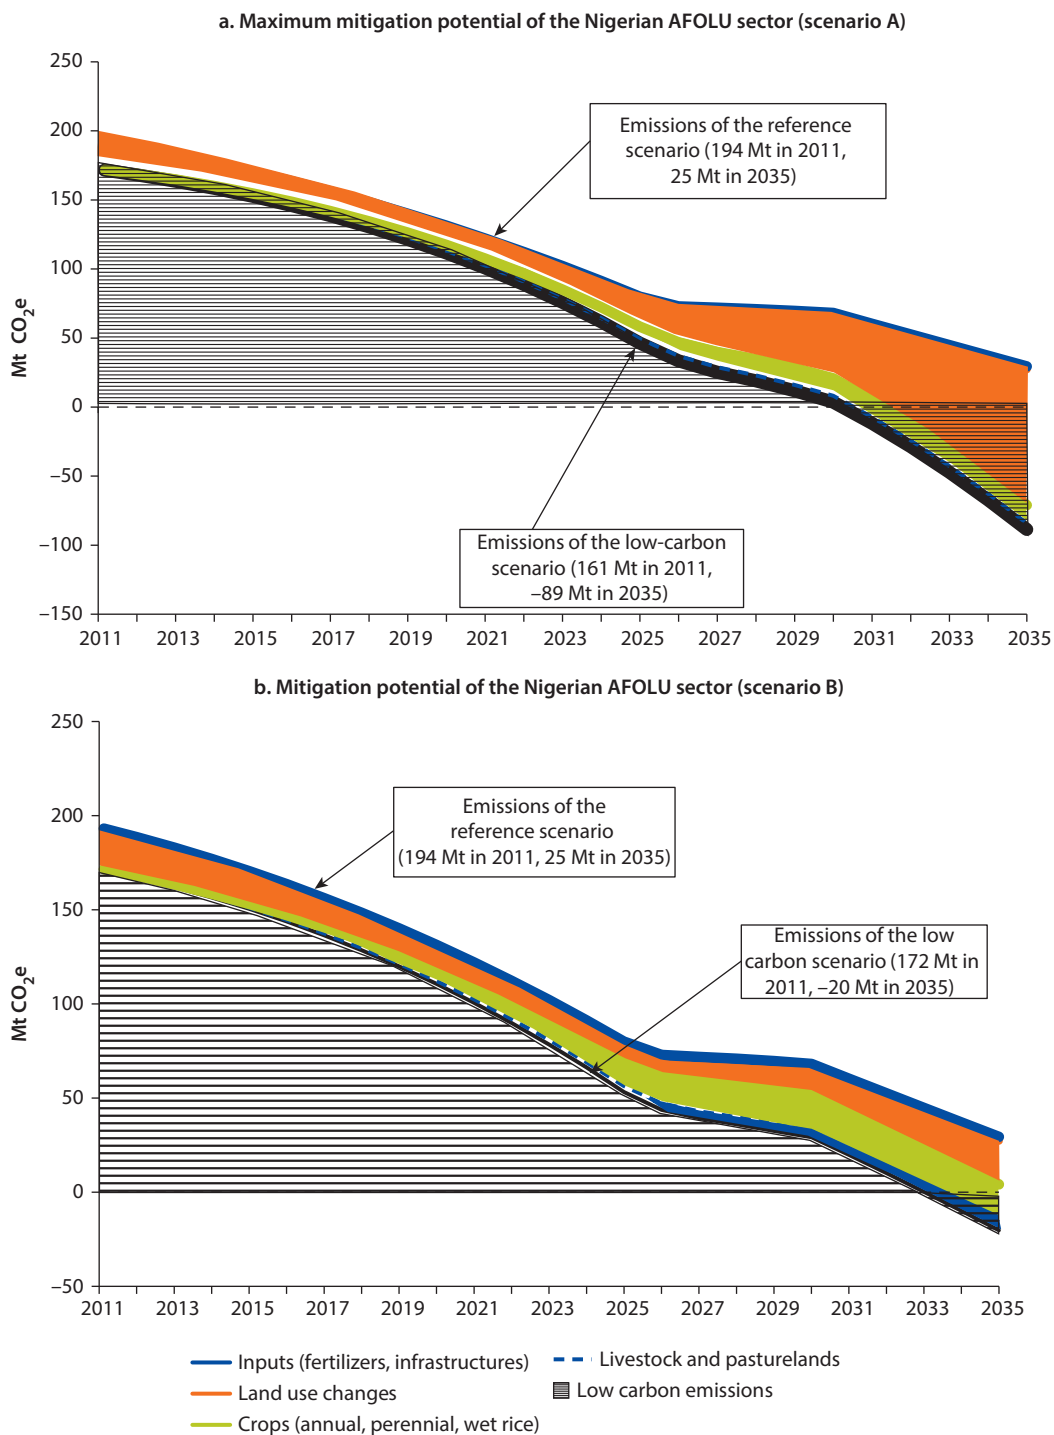 a. Maximum mitigation potential of the Nigerian AFOLU sector (scenario A)
250
200
150
100
50
0
–50
–100
–150
Mt CO2e
Emissions of the reference
scenario (194 Mt in 2011,
25 Mt in 2035)
Emissions of the low-carbon
scenario (161 Mt in 2011,
–89 Mt in 2035)
2011 2013 2015 2017 2019 2021 2023 2025 2027 2029 2031 2033 2035
b. Mitigation potential of the Nigerian AFOLU sector (scenario B)
250
200
150
100
50
0
–50
Mt CO2e
Emissions of the
reference scenario
(194 Mt in 2011, 25 Mt in 2035)
Emissions of the low
carbon scenario (172 Mt in
2011, –20 Mt in 2035)
2011 2013 2015 2017 2019 2021 2023 2025 2027 2029 2031 2033 2035
Inputs (fertilizers, infrastructures)
Livestock and pasturelands
Land use changes
Low carbon emissions
Crops (annual, perennial, wet rice)